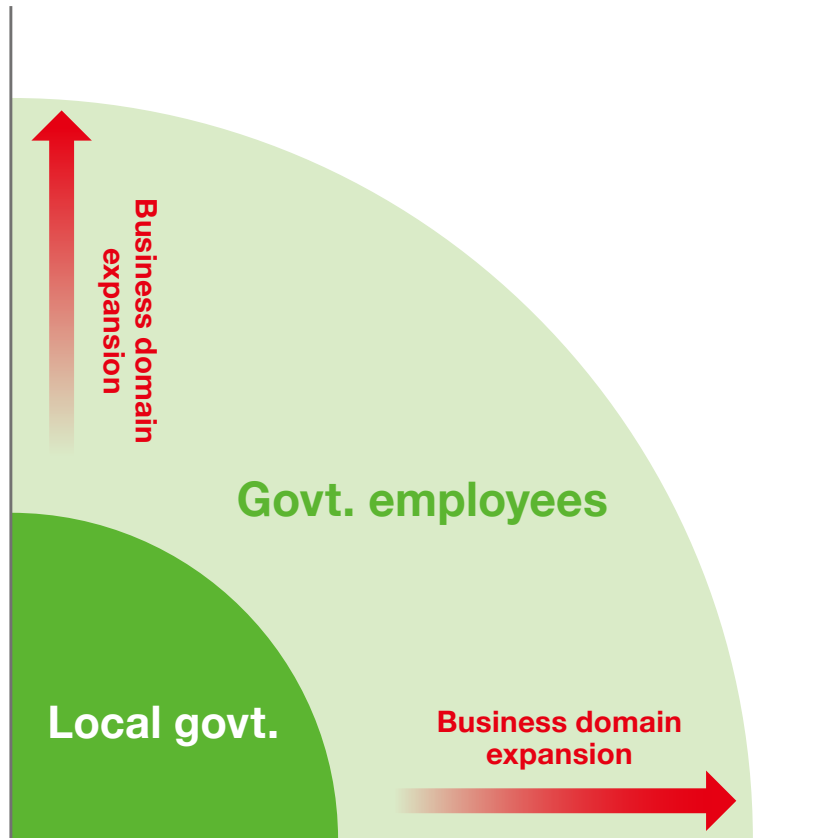 Business domain
expansion
Govt. employees
Local govt.
Business domain
expansion